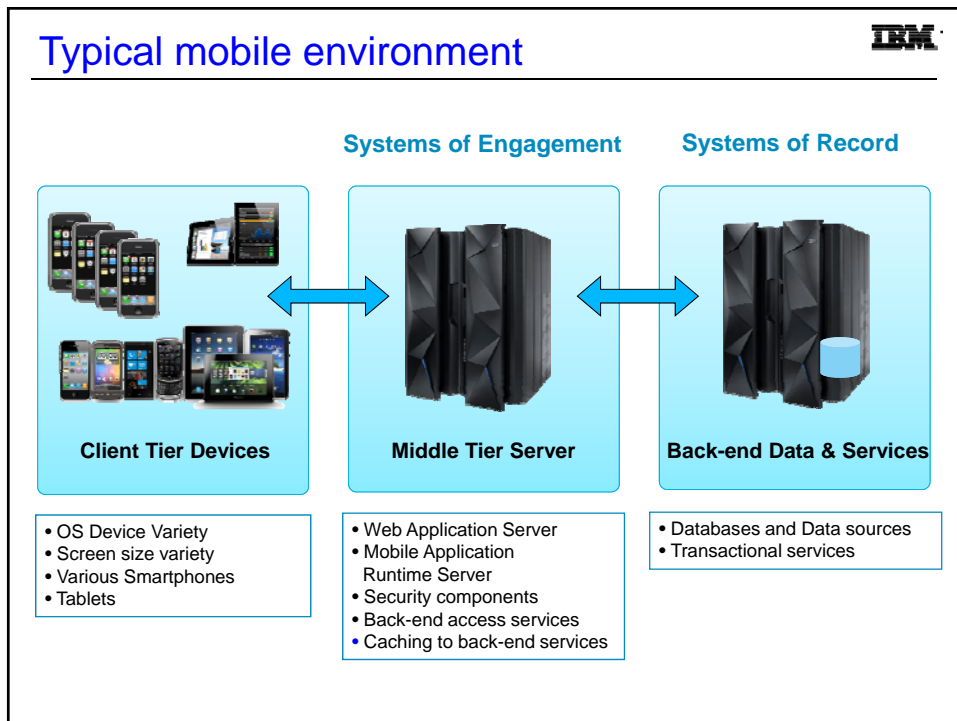 Typical mobile environment
IBM
Systems of Engagement
Systems of Record
Client Tier Devices
Middle Tier Server
Back-end Data & Services
• OS Device Variety
• Screen size variety
• Various Smartphones
• Tablets
• Web Application Server
• Mobile Application
Runtime Server
• Security components
• Back-end access services
• Caching to back-end services
• Databases and Data sources
• Transactional services